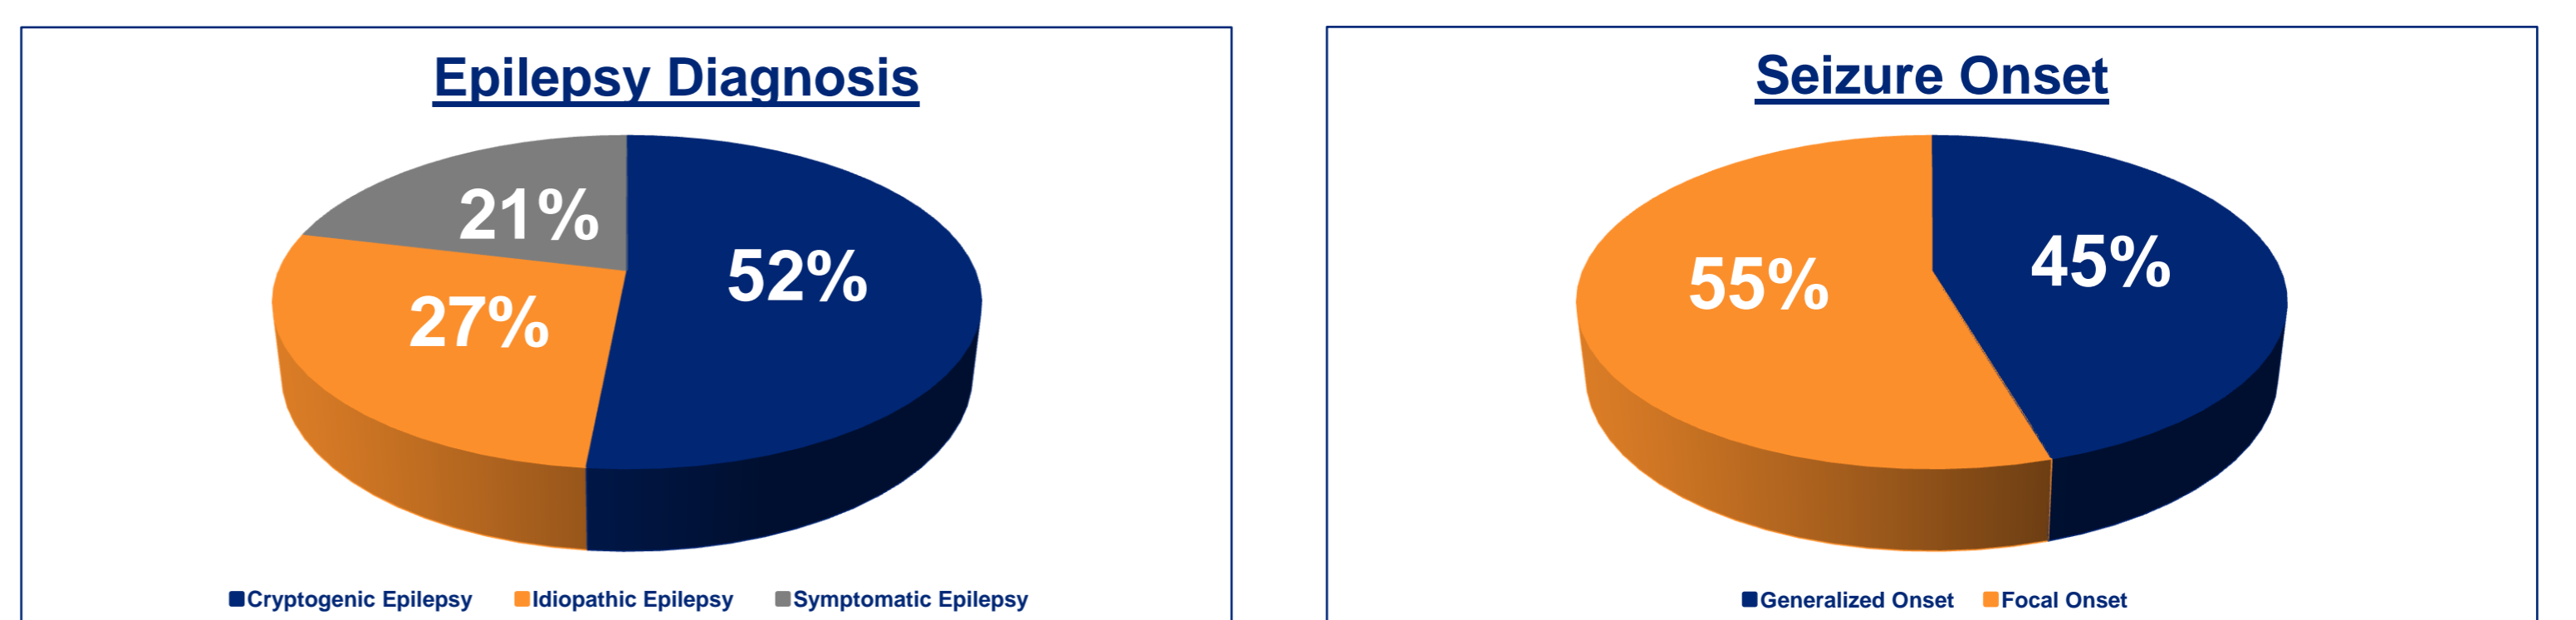 Epilepsy Diagnosis
21%
52%
27%
Cryptogenic Epilepsy Idiopathic Epilepsy Symptomatic Epilepsy
Seizure Onset
55%
45%
Generalized Onset Focal Onset